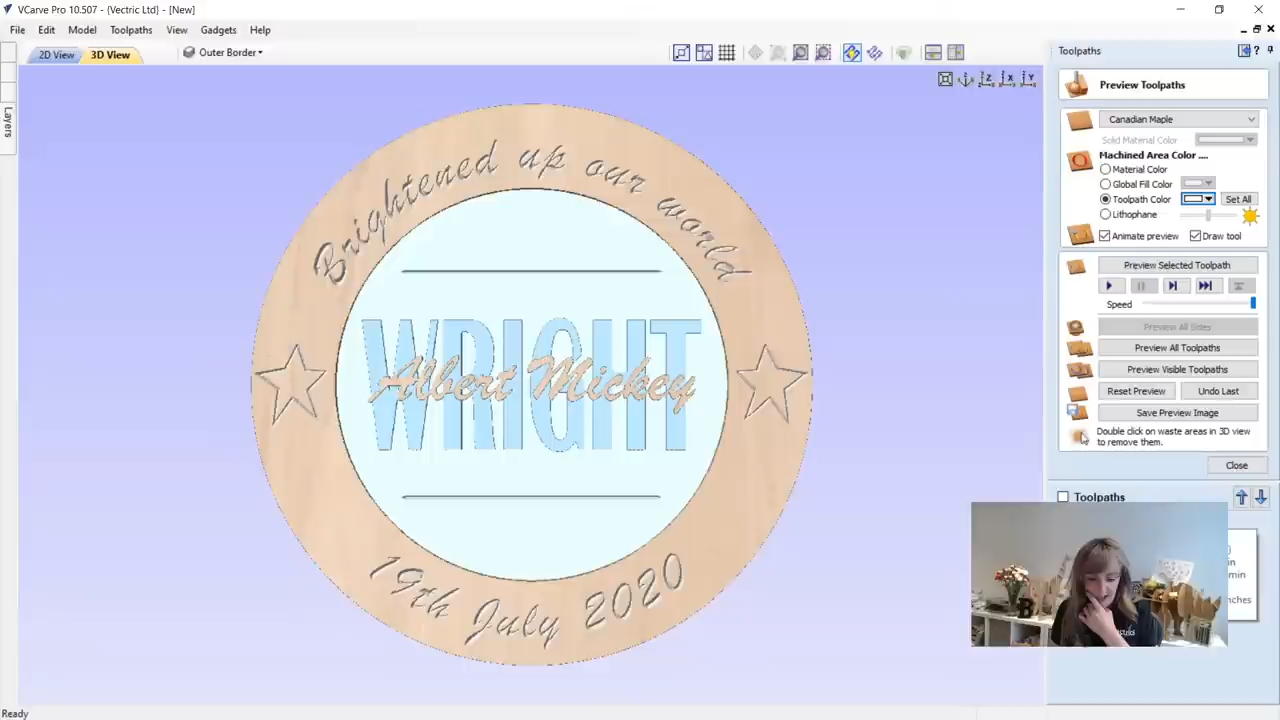 VCarve Pro 10.507 - {Vectric Ltd} - [New]
File Edit Model Toolpaths View Gadgets Help
2D View 3D View Outer Border
Layers
Brightened up our world
WRIGHT
Albert Mickey
19th July 2020
Toolpaths
Preview Toolpaths
Canadian Maple
Solid Material Color
Machined Area Color ....
Material Color
Global Fill Color
Toolpath Color Set All
Lithophane
Animate preview Draw tool
Preview Selected Toolpath
Speed
Preview All Sides
Preview All Toolpaths
Preview Visible Toolpaths
Reset Preview Undo Last
Save Preview Image
Double click on waste areas in 3D view
to remove them.
Close
Toolpaths
Ready